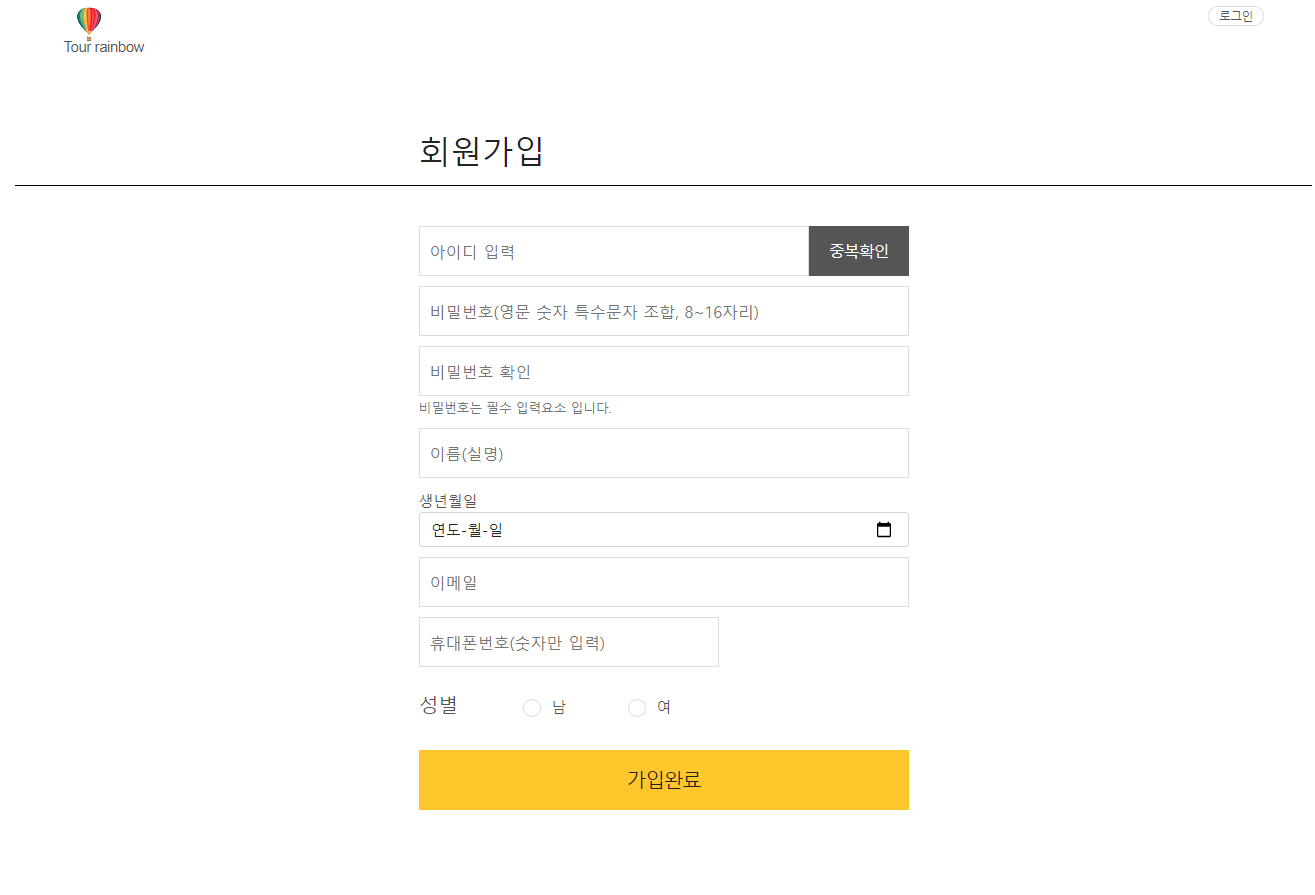 로그인
Tour rainbow
회원가입
아이디 입력 중복확인
비밀번호(영문 숫자 특수문자 조합, 8~16자리)
비밀번호 확인
비밀번호는 필수 입력요소 입니다.
이름(실명)
생년월일
연도-월-일
이메일
휴대폰번호(숫자만 입력)
성별 남 여
가입완료